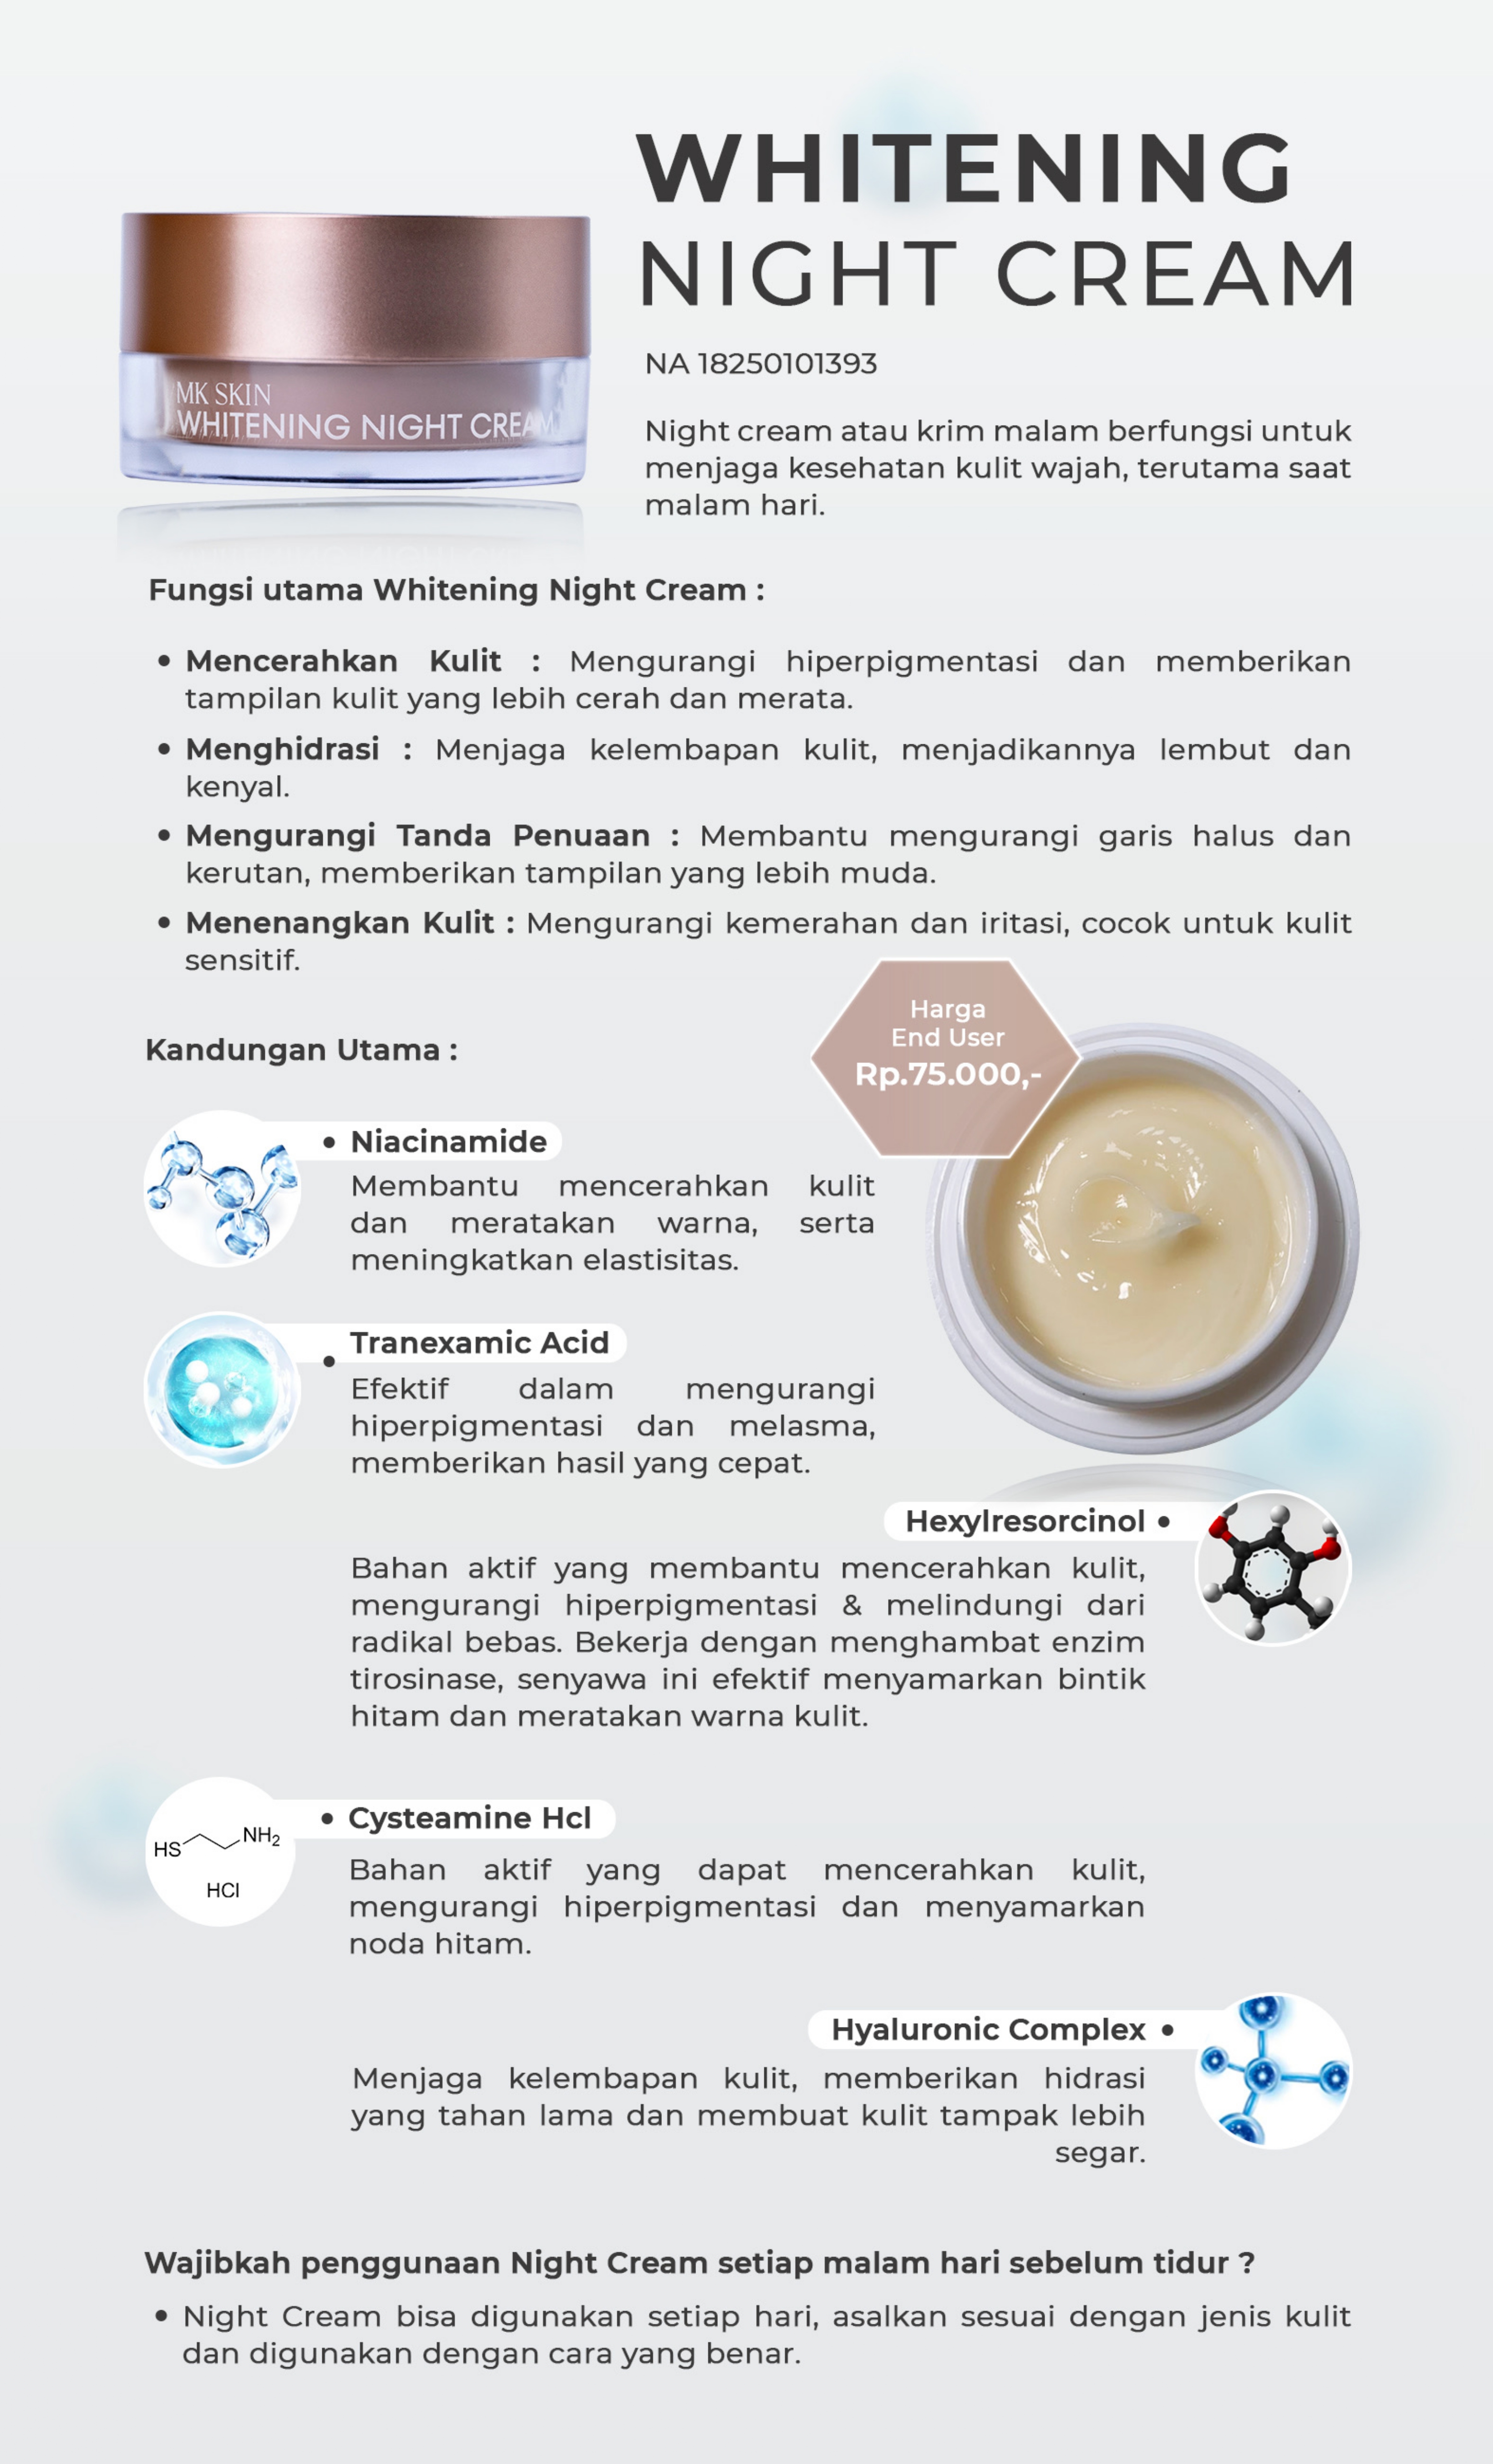 WHITENING
NIGHT CREAM
NA 18250101393
Night cream atau krim malam berfungsi untuk
menjaga kesehatan kulit wajah, terutama saat
malam hari.
MK SKIN
WHITENING NIGHT CREAM
Fungsi utama Whitening Night Cream :
• Mencerahkan Kulit : Mengurangi hiperpigmentasi dan memberikan
tampilan kulit yang lebih cerah dan merata.
• Menghidrasi : Menjaga kelembapan kulit, menjadikannya lembut dan
kenyal.
• Mengurangi Tanda Penuaan : Membantu mengurangi garis halus dan
kerutan, memberikan tampilan yang lebih muda.
• Menenangkan Kulit : Mengurangi kemerahan dan iritasi, cocok untuk kulit
sensitif.
Harga
End User
Rp.75.000,-
Kandungan Utama :
• Niacinamide
Membantu mencerahkan kulit
dan meratakan warna, serta
meningkatkan elastisitas.
• Tranexamic Acid
Efektif dalam mengurangi
hiperpigmentasi dan melasma,
memberikan hasil yang cepat.
Hexylresorcinol •
Bahan aktif yang membantu mencerahkan kulit,
mengurangi hiperpigmentasi & melindungi dari
radikal bebas. Bekerja dengan menghambat enzim
tirosinase, senyawa ini efektif menyamarkan bintik
hitam dan meratakan warna kulit.
HS NH₂
HCl
• Cysteamine Hcl
Bahan aktif yang dapat mencerahkan kulit,
mengurangi hiperpigmentasi dan menyamarkan
noda hitam.
Hyaluronic Complex •
Menjaga kelembapan kulit, memberikan hidrasi
yang tahan lama dan membuat kulit tampak lebih
segar.
Wajibkah penggunaan Night Cream setiap malam hari sebelum tidur ?
• Night Cream bisa digunakan setiap hari, asalkan sesuai dengan jenis kulit
dan digunakan dengan cara yang benar.